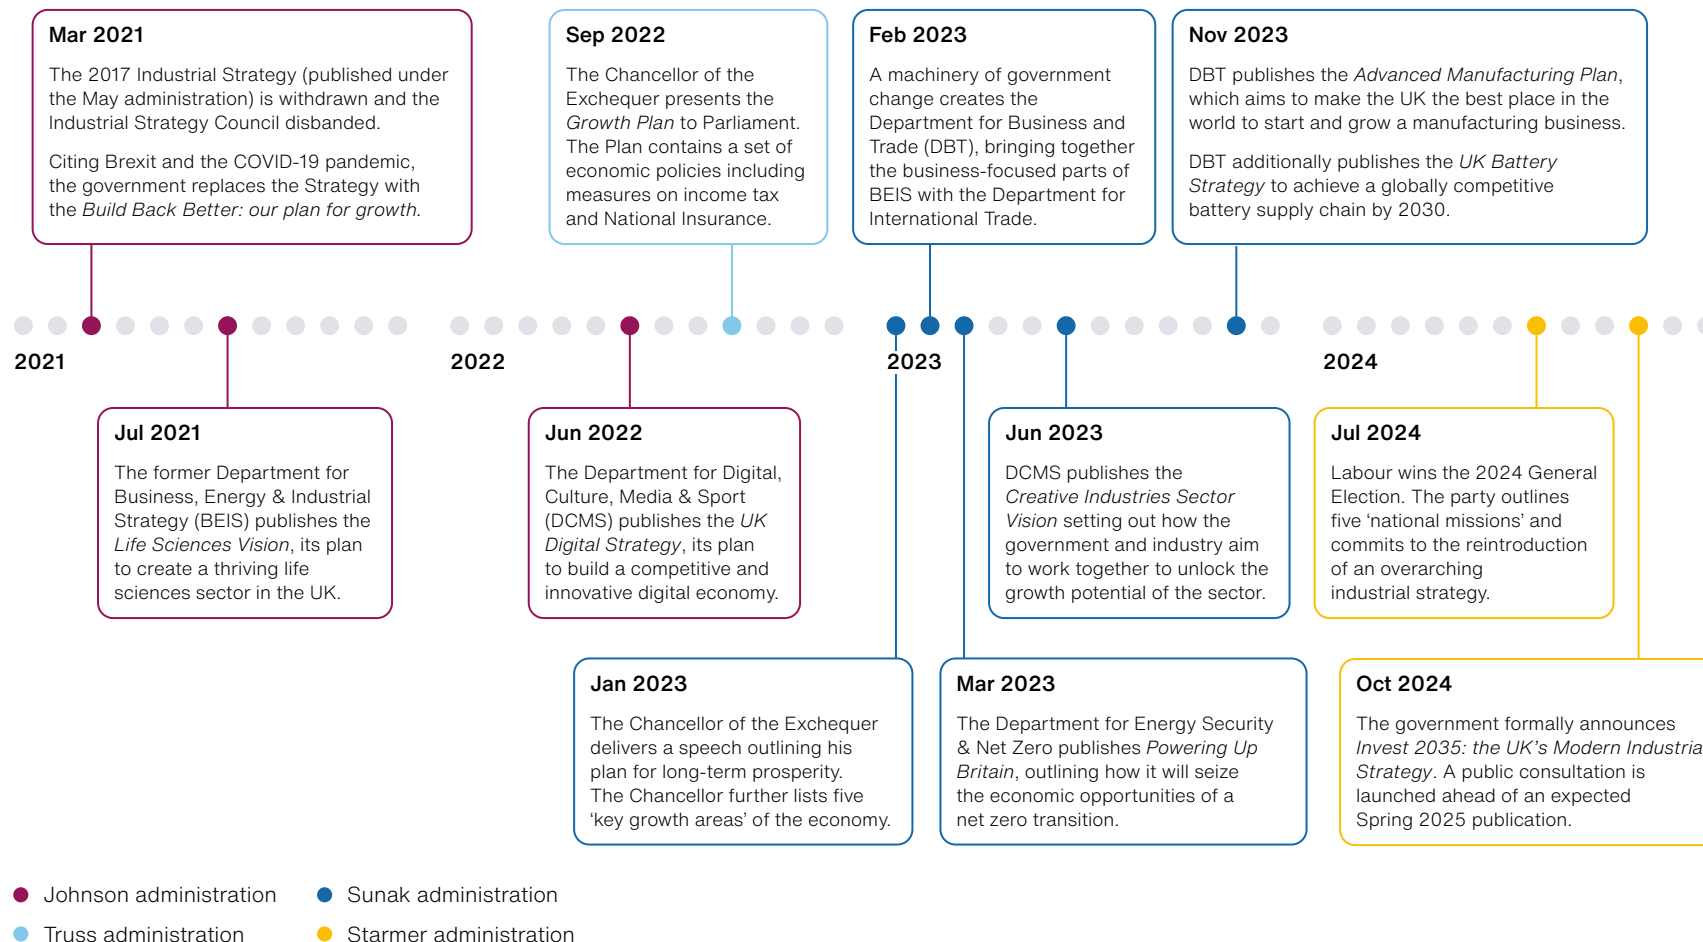 Mar 2021
The 2017 Industrial Strategy (published under
the May administration) is withdrawn and the
Industrial Strategy Council disbanded.
Citing Brexit and the COVID-19 pandemic,
the government replaces the Strategy with
the Build Back Better: our plan for growth.
Sep 2022
The Chancellor of the
Exchequer presents the
Growth Plan to Parliament.
The Plan contains a set of
economic policies including
measures on income tax
and National Insurance.
Feb 2023
A machinery of government
change creates the
Department for Business and
Trade (DBT), bringing together
the business-focused parts of
BEIS with the Department for
International Trade.
Nov 2023
DBT publishes the Advanced Manufacturing Plan,
which aims to make the UK the best place in the
world to start and grow a manufacturing business.
DBT additionally publishes the UK Battery
Strategy to achieve a globally competitive
battery supply chain by 2030.
2021
2022
2023
2024
Jul 2021
The former Department for
Business, Energy & Industrial
Strategy (BEIS) publishes the
Life Sciences Vision, its plan
to create a thriving life
sciences sector in the UK.
Jun 2022
The Department for Digital,
Culture, Media & Sport
(DCMS) publishes the UK
Digital Strategy, its plan
to build a competitive and
innovative digital economy.
Jun 2023
DCMS publishes the
Creative Industries Sector
Vision setting out how the
government and industry aim
to work together to unlock the
growth potential of the sector.
Jul 2024
Labour wins the 2024 General
Election. The party outlines
five ‘national missions’ and
commits to the reintroduction
of an overarching
industrial strategy.
Jan 2023
The Chancellor of the Exchequer
delivers a speech outlining his
plan for long-term prosperity.
The Chancellor further lists five
‘key growth areas’ of the economy.
Mar 2023
The Department for Energy Security
& Net Zero publishes Powering Up
Britain, outlining how it will seize
the economic opportunities of a
net zero transition.
Oct 2024
The government formally announces
Invest 2035: the UK’s Modern Industria
Strategy. A public consultation is
launched ahead of an expected
Spring 2025 publication.
Johnson administration
Sunak administration
Truss administration
Starmer administration